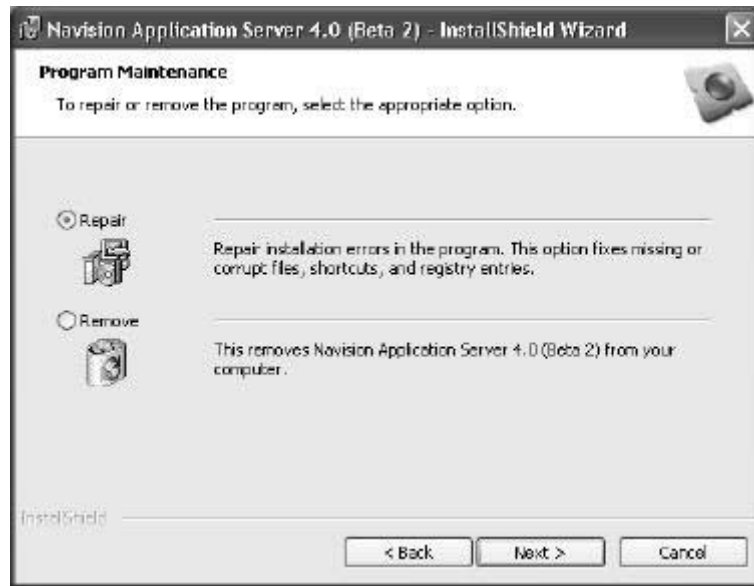 Navision Application Server 4.0 (Beta 2) - InstallShield Wizard
Program Maintenance
To repair or remove the program, select the appropriate option.
Repair
Repair installation errors in the program. This option fixes missing or
corrupt files, shortcuts, and registry entries.
Remove
This removes Navision Application Server 4.0 (Beta 2) from your
computer.
InstallShield
< Back
Next >
Cancel